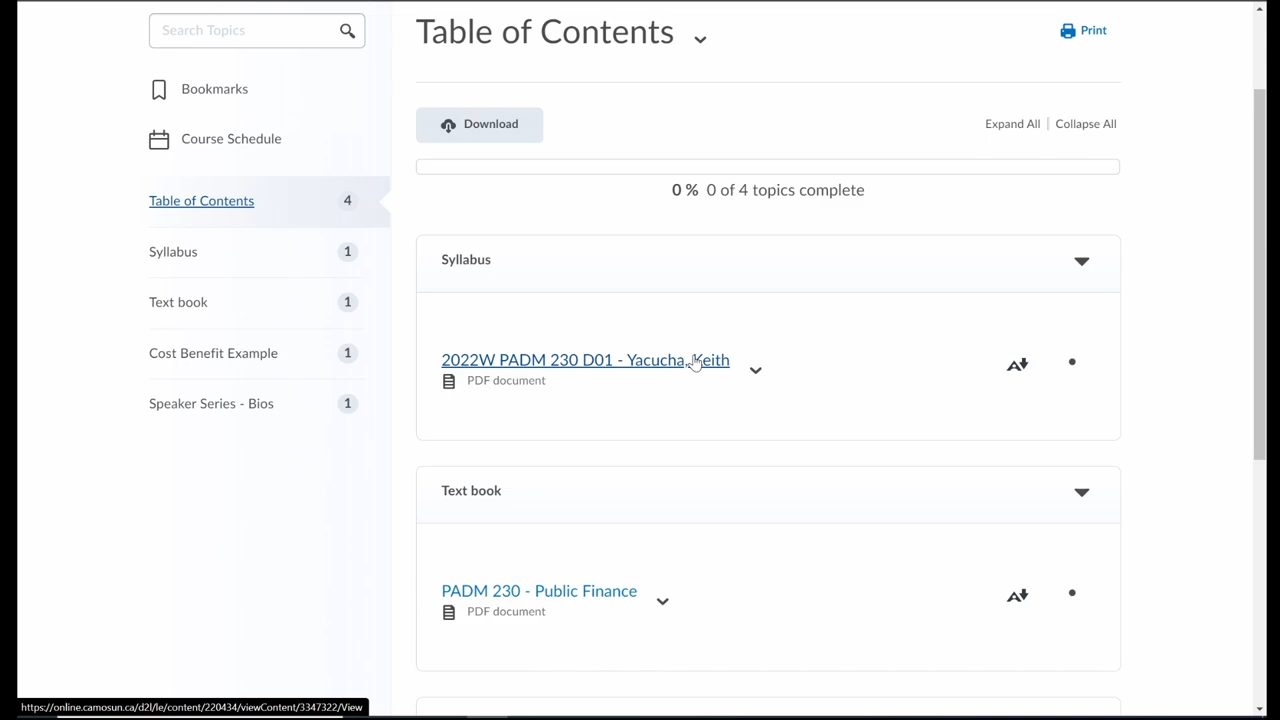 Search Topics
Table of Contents
Print
Bookmarks
Download
Expand All | Collapse All
Course Schedule
0 % 0 of 4 topics complete
Table of Contents 4
Syllabus 1
Text book 1
Cost Benefit Example 1
Speaker Series - Bios 1
Syllabus
2022W PADM 230 D01 - Yacucha, Keith
PDF document
Text book
PADM 230 - Public Finance
PDF document
https://online.camosun.ca/d2l/le/content/220434/viewContent/3347322/View